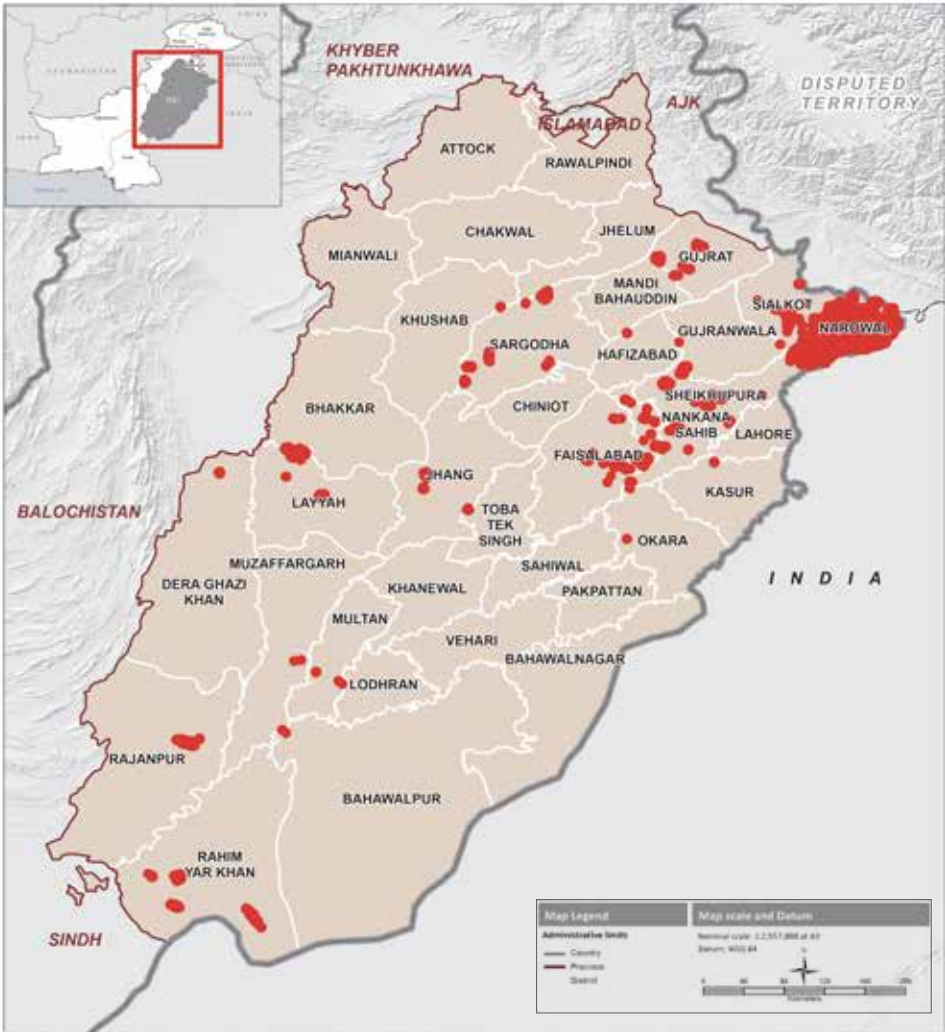 KHYBER
PAKHTUNKHAWA
AJK
DISPUTED
TERRITORY
ISLAMABAD
ATTOCK
RAWALPINDI
CHAKWAL
JHELUM
MIANWALI
GUJRAT
MANDI
BAHAUDDIN
KHUSHAB
SIALKOT
NAROWAL
GUJRANWALA
SARGODHA
HAFIZABAD
SHEIKHUPURA
CHINIOT
BHAKKAR
NANKANA
SAHIB
LAHORE
FAISALABAD
JHANG
KASUR
LAYYAH
BALOCHISTAN
TOBA
TEK
SINGH
OKARA
MUZAFFARGARH
SAHIWAL
DERA GHAZI
KHAN
KHANEWAL
PAKPATTAN
INDIA
MULTAN
VEHARI
BAHAWALNAGAR
LODHRAN
RAJANPUR
BAHAWALPUR
RAHIM
YAR KHAN
SINDH
Map Legend
Administrative limits
Country
Province
District
Map scale and Datum
Kilometers